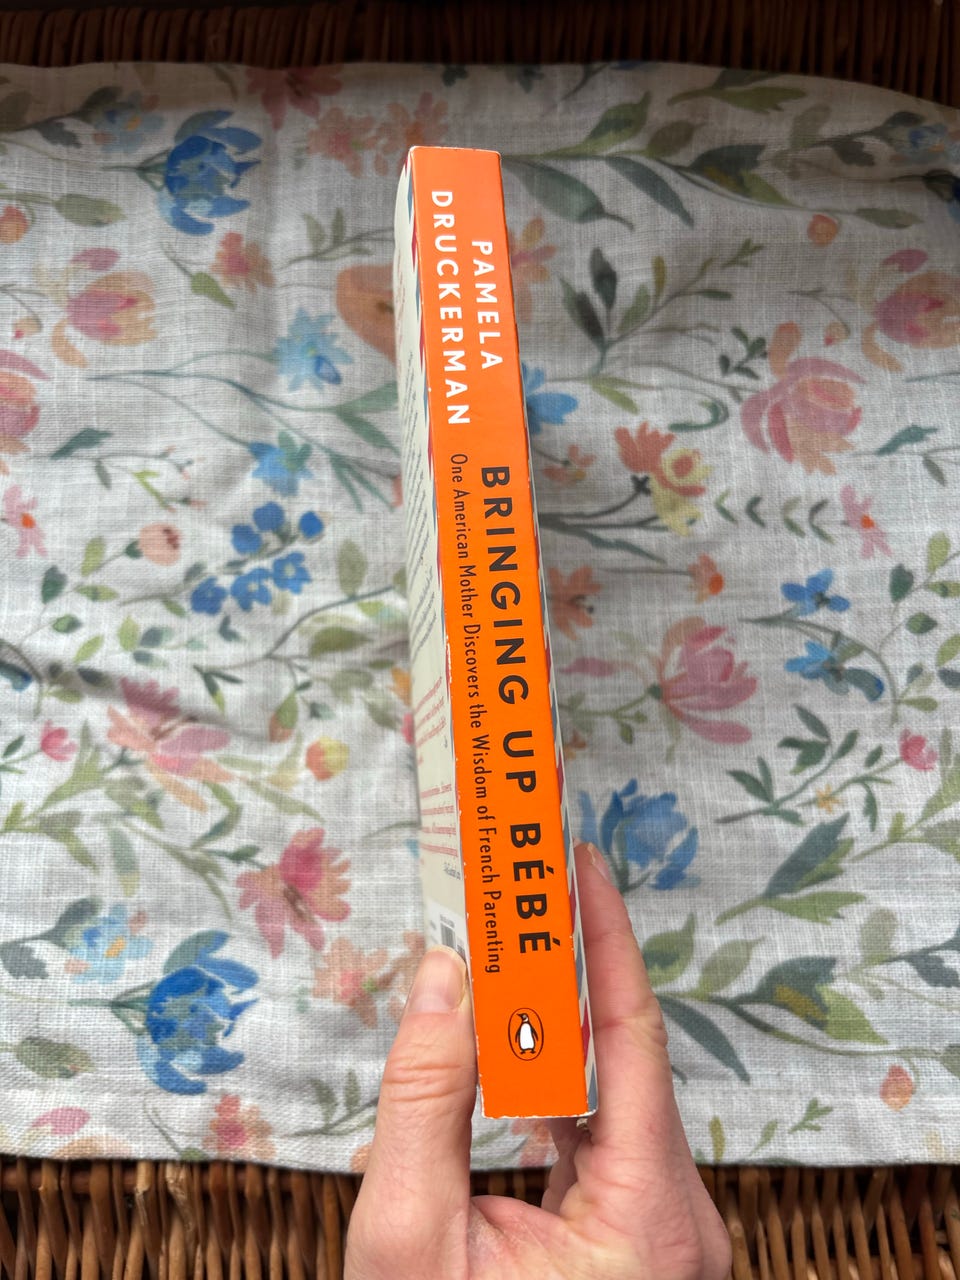 PAMELA
DRUCKERMAN
BRINGING UP BÉBÉ
One American Mother Discovers the Wisdom of French Parenting